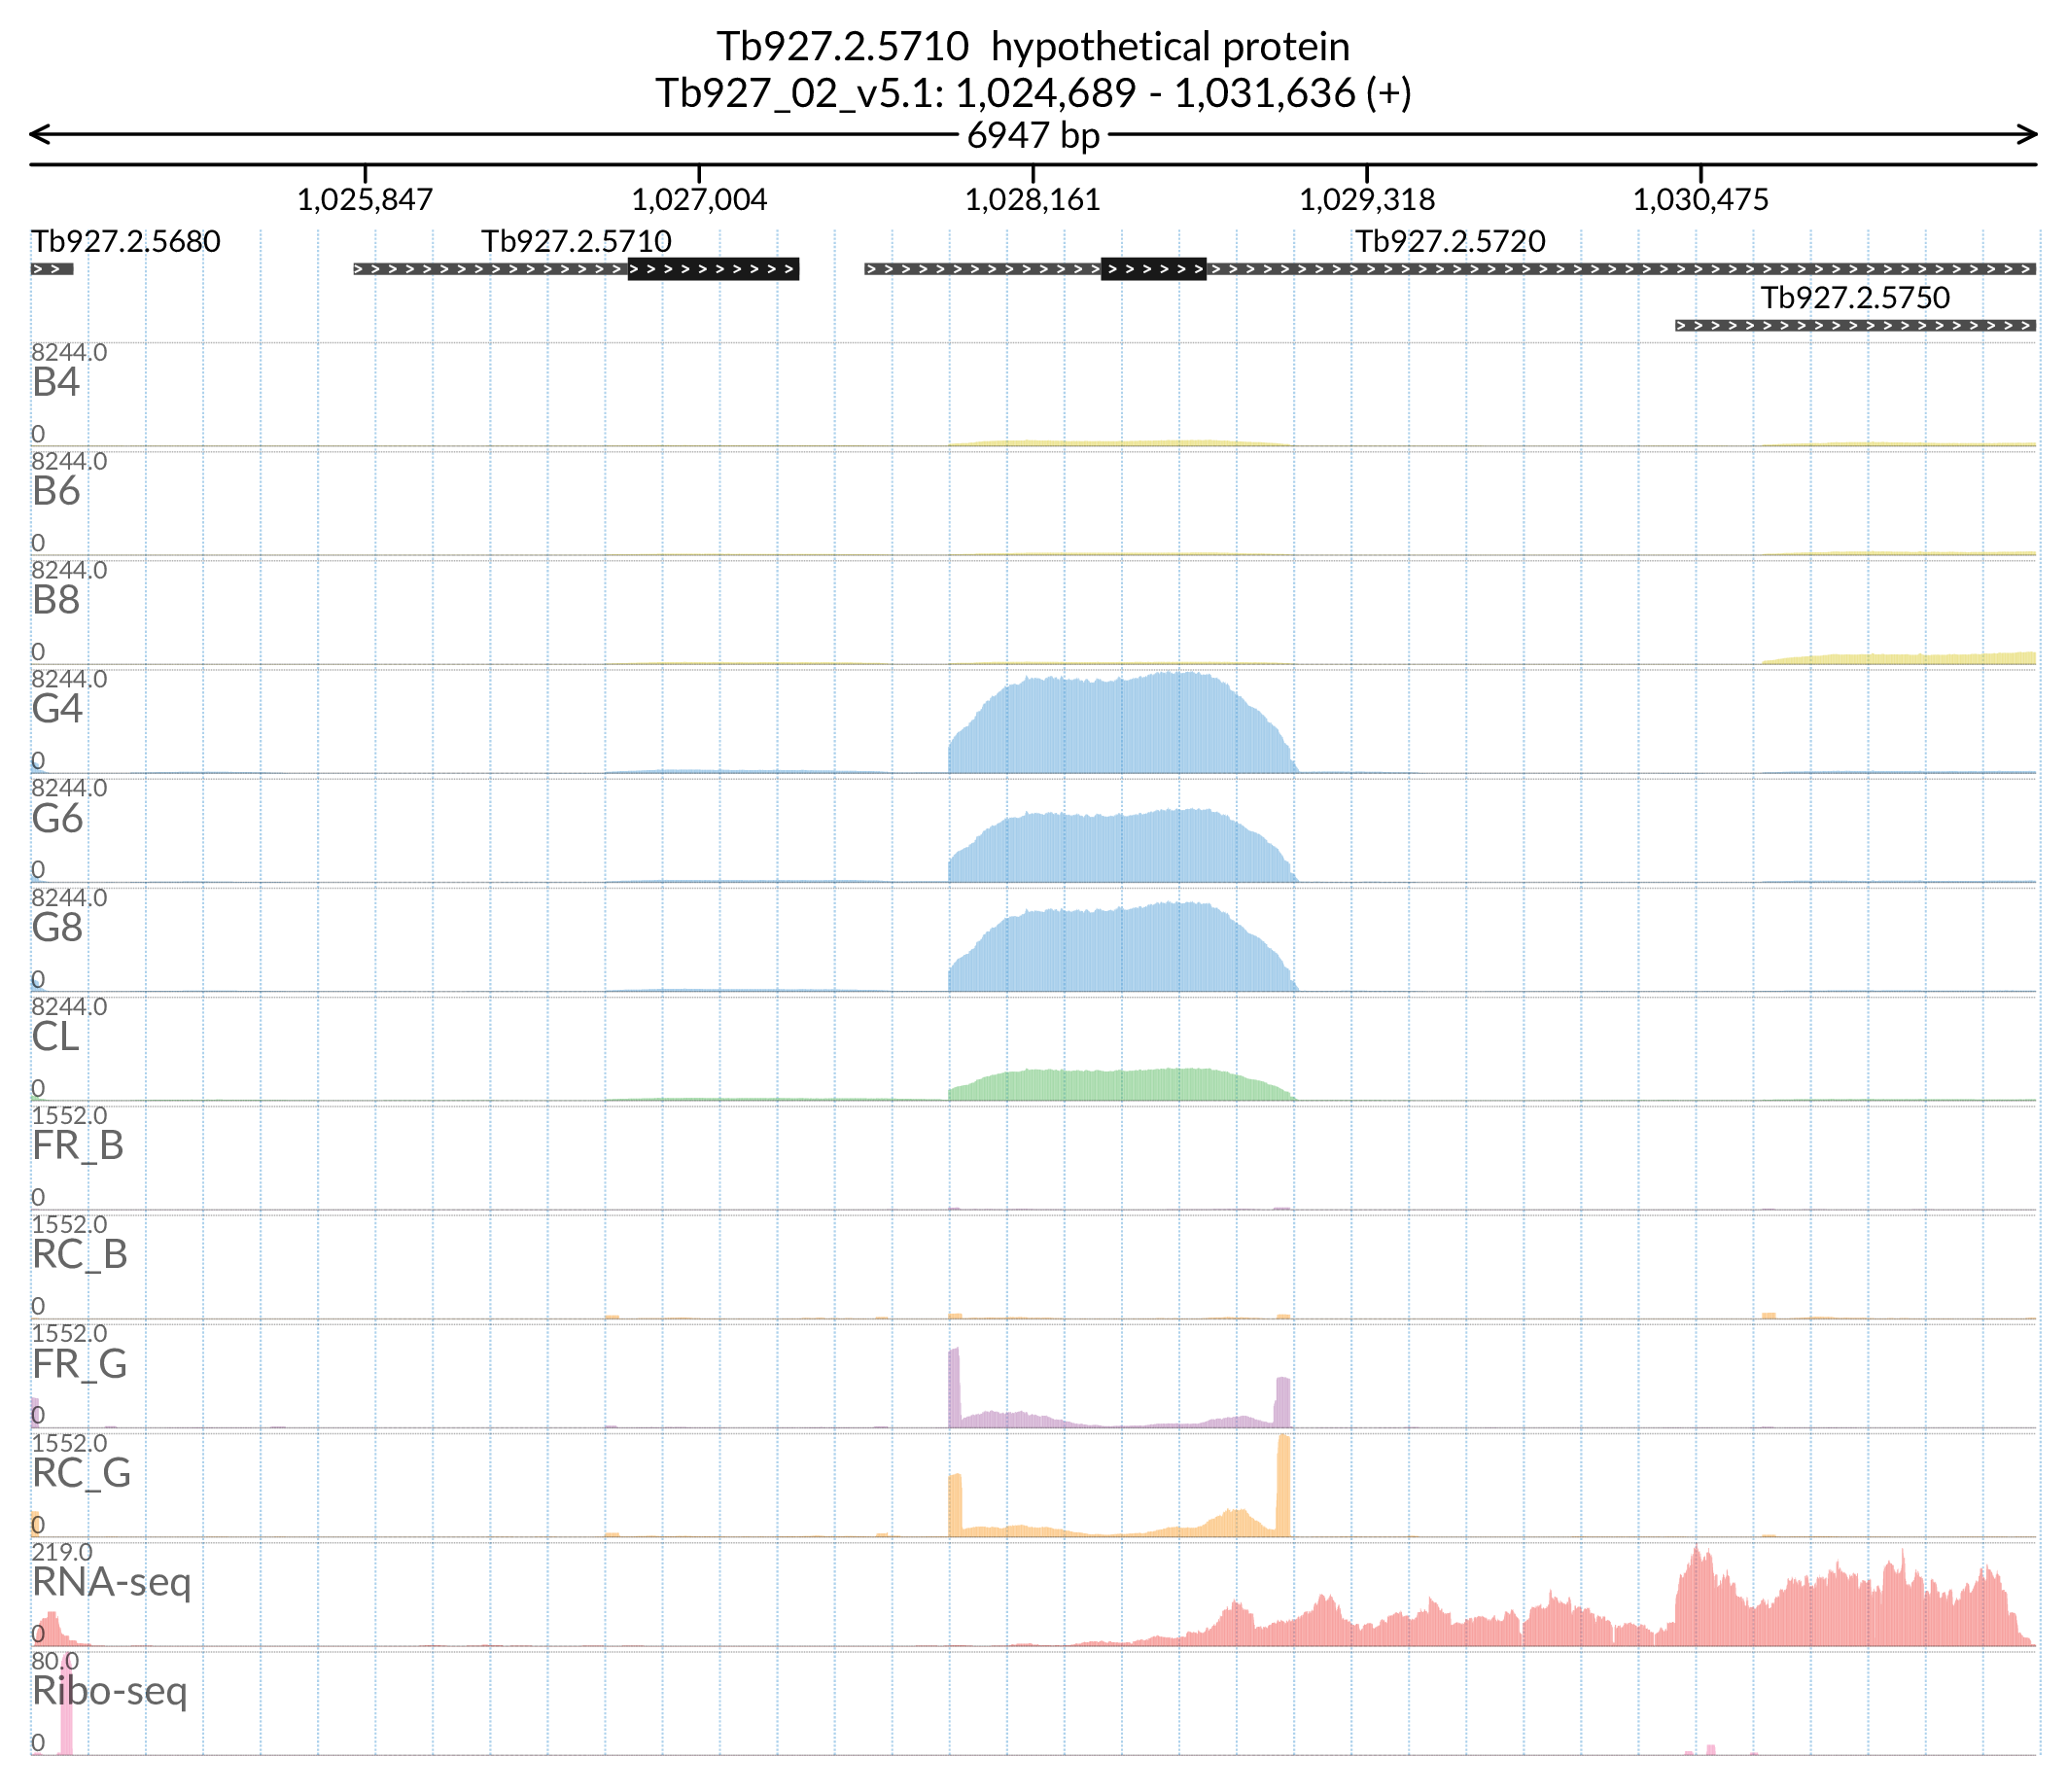 Tb927.2.5710 hypothetical protein
Tb927_02_v5.1: 1,024,689 - 1,031,636 (+)
6947 bp
1,025,847 1,027,004 1,028,161 1,029,318 1,030,475
Tb927.2.5680 Tb927.2.5710 Tb927.2.5720
Tb927.2.5750
8244.0
B4
0
8244.0
B6
0
8244.0
B8
0
8244.0
G4
0
8244.0
G6
0
8244.0
G8
0
8244.0
CL
0
1552.0
FR_B
0
1552.0
RC_B
0
1552.0
FR_G
0
1552.0
RC_G
0
219.0
RNA-seq
0
80.0
Ribo-seq
0